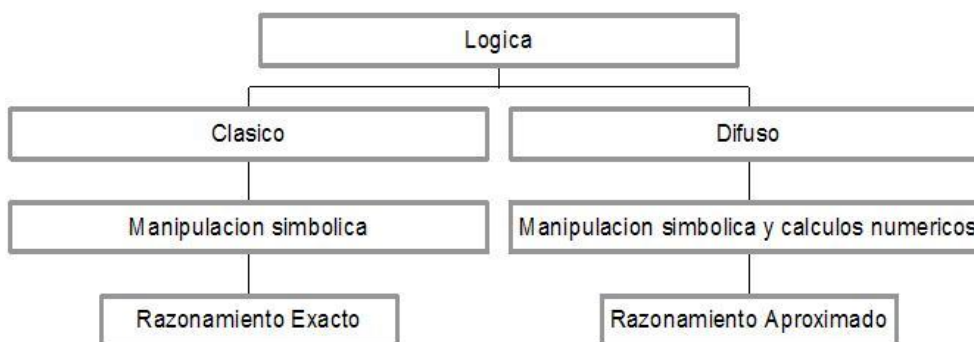 Logica
Clasico
Difuso
Manipulacion simbolica
Manipulacion simbolica y calculos numericos
Razonamiento Exacto
Razonamiento Aproximado